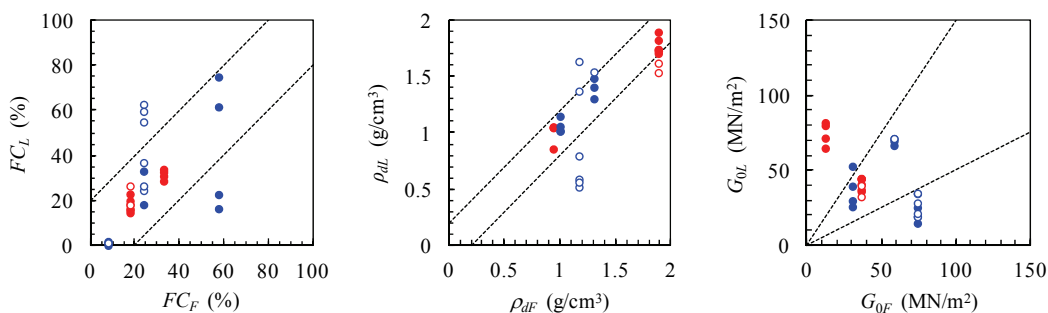 100
80
60
40
20
0
FC_L (%)
0 20 40 60 80 100
FC_F (%)
2
1.5
1
0.5
0
ρ_dL (g/cm³)
0 0.5 1 1.5 2
ρ_dF (g/cm³)
150
100
50
0
G_0L (MN/m²)
0 50 100 150
G_0F (MN/m²)